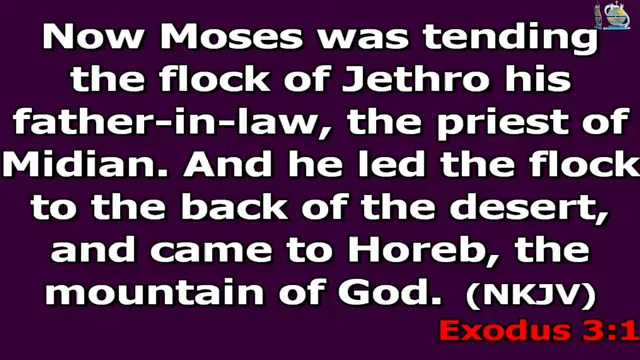 Now Moses was tending
the flock of Jethro his
father-in-law, the priest of
Midian. And he led the flock
to the back of the desert,
and came to Horeb, the
mountain of God. (NKJV)
Exodus 3:1